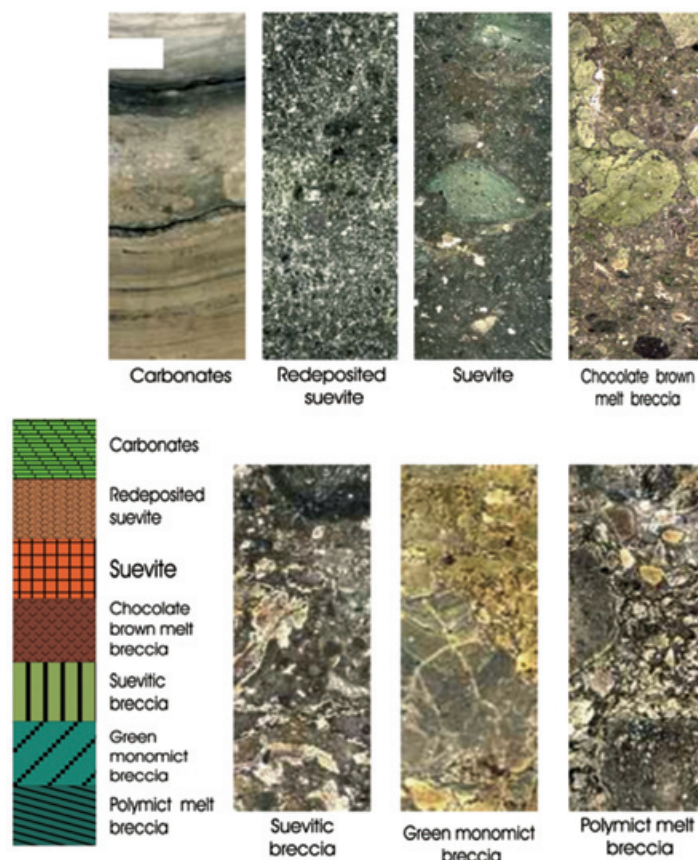 Carbonates
Redeposited
suevite
Suevite
Chocolate brown
melt breccia
Carbonates
Redeposited
suevite
Suevite
Chocolate
brown melt
breccia
Suevitic
breccia
Green
monomict
breccia
Polymict melt
breccia
Suevitic
breccia
Green monomict
breccia
Polymict melt
breccia